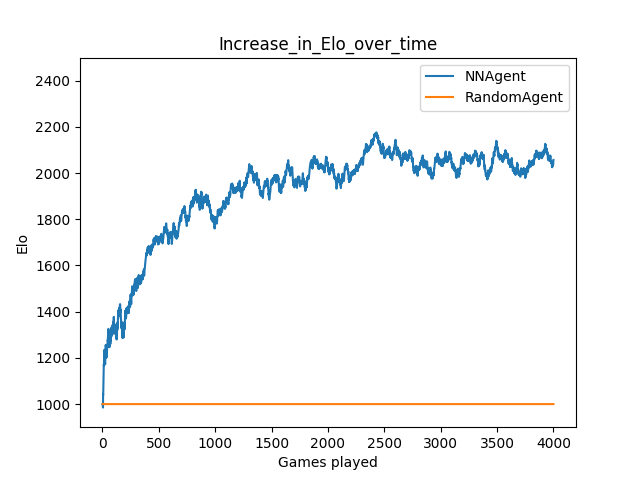 Increase_in_Elo_over_time
NNAgent
RandomAgent
2400
2200
2000
1800
1600
1400
1200
1000
Elo
0 500 1000 1500 2000 2500 3000 3500 4000
Games played